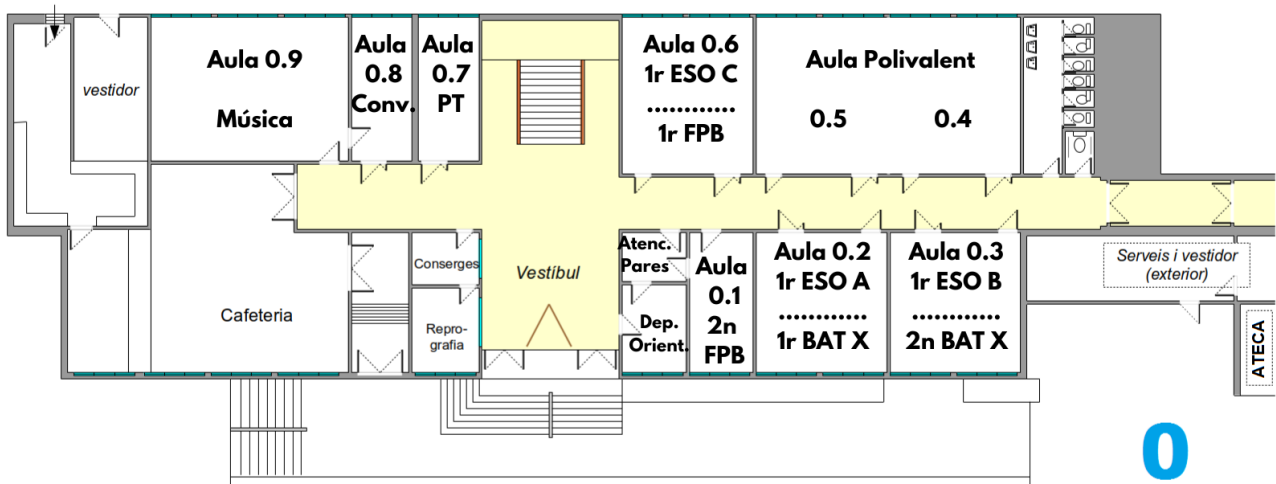 vestidor
Aula 0.9
Música
Aula
0.8
Conv.
Aula
0.7
PT
Aula 0.6
1r ESO C
.............
1r FPB
Aula Polivalent
0.5 0.4
Cafeteria
Conserges
Repro-
grafia
Vestíbul
Atenc.
Pares
Dep.
Orient.
Aula
0.1
2n
FPB
Aula 0.2
1r ESO A
.............
1r BAT X
Aula 0.3
1r ESO B
.............
2n BAT X
Serveis i vestidor
(exterior)
ATECA
0